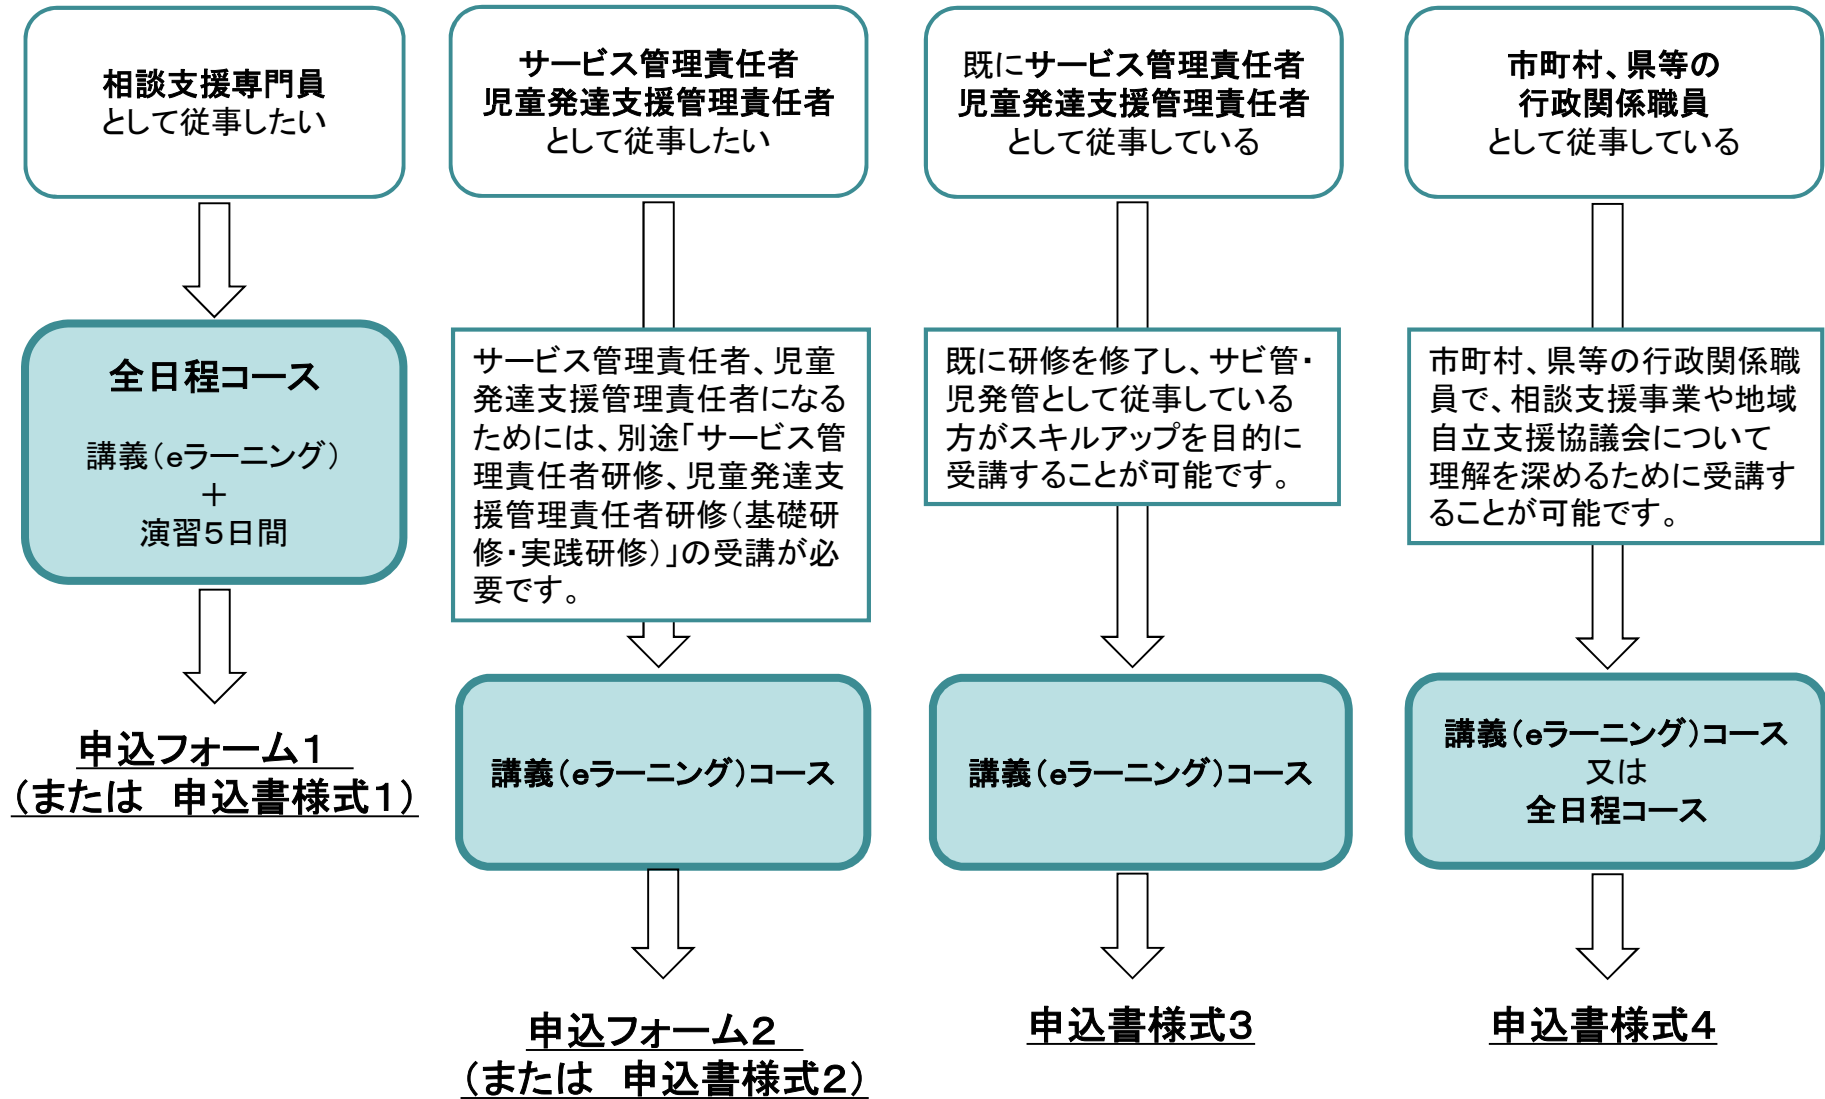 相談支援専門員
として従事したい
全日程コース
講義（eラーニング）
＋
演習５日間
申込フォーム１
（または　申込書様式１）
サービス管理責任者
児童発達支援管理責任者
として従事したい
サービス管理責任者、児童
発達支援管理責任者になる
ためには、別途「サービス管
理責任者研修、児童発達支
援管理責任者研修（基礎研
修・実践研修）」の受講が必
要です。
講義（eラーニング）コース
申込フォーム２
（または　申込書様式２）
既にサービス管理責任者
児童発達支援管理責任者
として従事している
既に研修を修了し、サビ管・
児発管として従事している
方がスキルアップを目的に
受講することが可能です。
講義（eラーニング）コース
申込書様式３
市町村、県等の
行政関係職員
として従事している
市町村、県等の行政関係職
員で、相談支援事業や地域
自立支援協議会について
理解を深めるために受講す
ることが可能です。
講義（eラーニング）コース
又は
全日程コース
申込書様式４